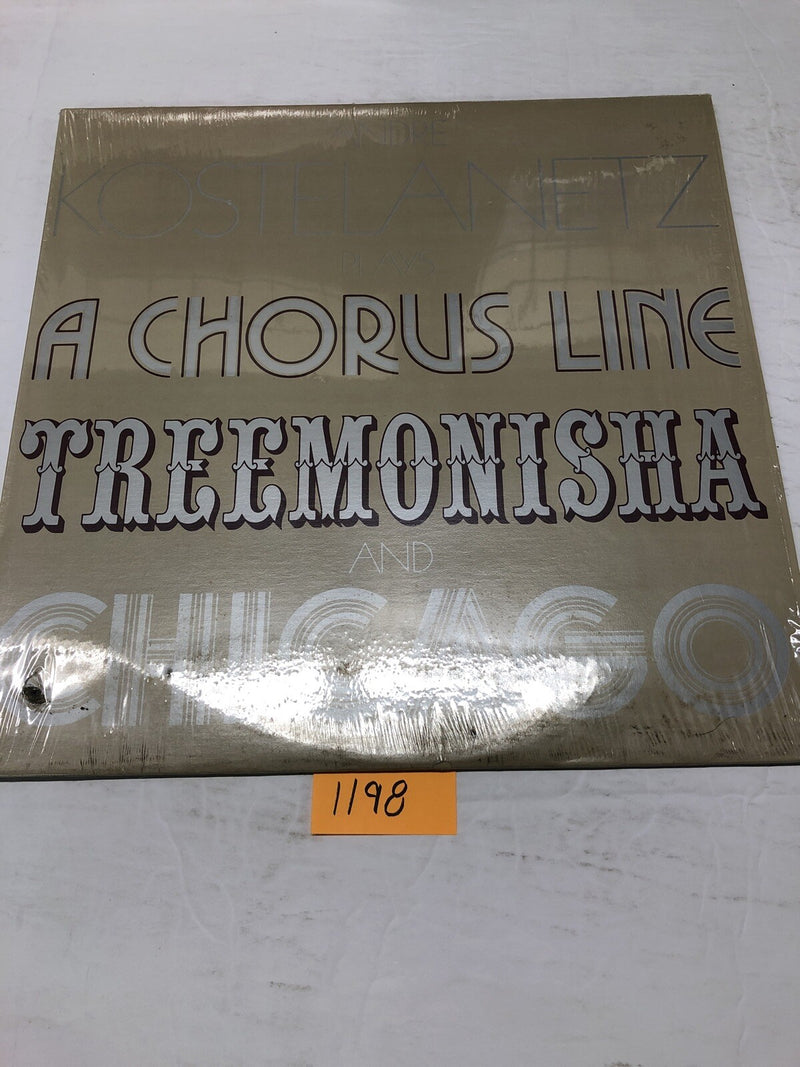 ANDRE
KOSTELANETZ
PLAYS
A CHORUS LINE
TREEMONISHA
AND
CHICAGO
1198